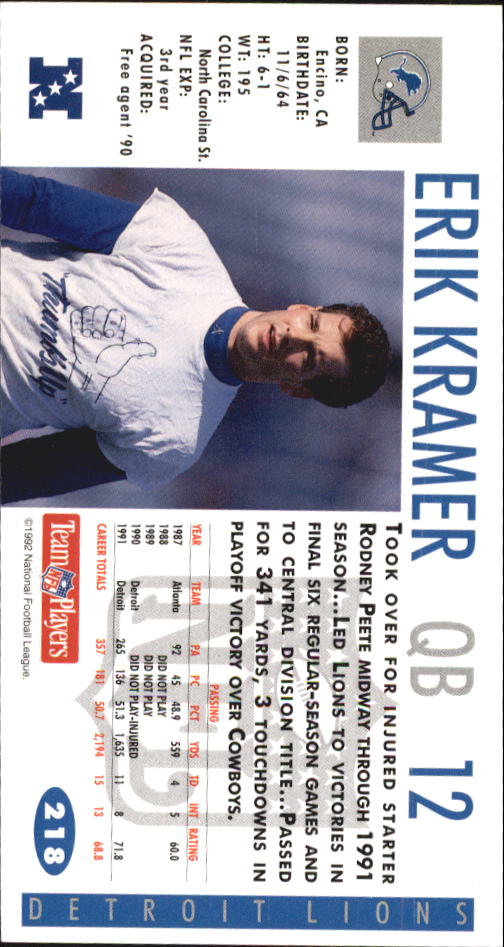 ERIK KRAMER QB 12
BORN:
Encino, CA
BIRTHDATE:
11/6/64
HT: 6-1
WT: 195
COLLEGE:
North Carolina St.
NFL EXP:
3rd year
ACQUIRED:
Free agent '90
N
"Thumbs Up"
TOOK OVER FOR INJURED STARTER
RODNEY PEETE MIDWAY THROUGH 1991
SEASON...LED LIONS TO VICTORIES IN
FINAL SIX REGULAR-SEASON GAMES AND
TO CENTRAL DIVISION TITLE...PASSED
FOR 341 YARDS, 3 TOUCHDOWNS IN
PLAYOFF VICTORY OVER COWBOYS.
PASSING
YEAR TEAM PA PC PCT YDS TD INT RATING
1987 Atlanta 92 45 48.9 559 4 5 60.0
1988 DID NOT PLAY
1989 DID NOT PLAY
1990 Detroit DID NOT PLAY-INJURED
1991 Detroit 265 136 51.3 1,635 11 8 71.8
CAREER TOTALS 357 181 50.7 2,194 15 13 68.8
NFL
Team NFL Players
218
©1992 National Football League.
DETROIT LIONS